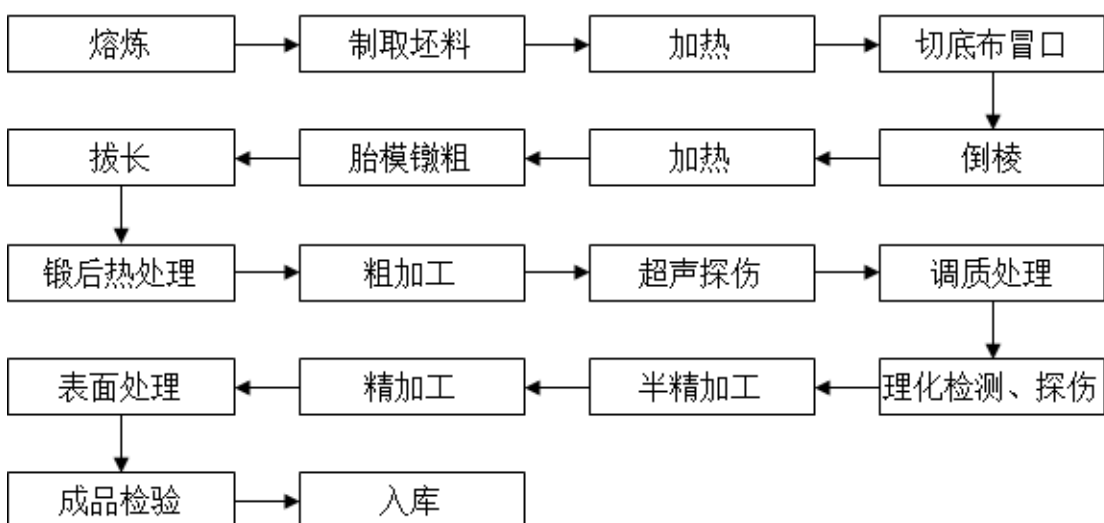 熔炼
制取坯料
加热
切底布冒口
倒棱
加热
胎模镦粗
拔长
锻后热处理
粗加工
超声探伤
调质处理
理化检测、探伤
半精加工
精加工
表面处理
成品检验
入库